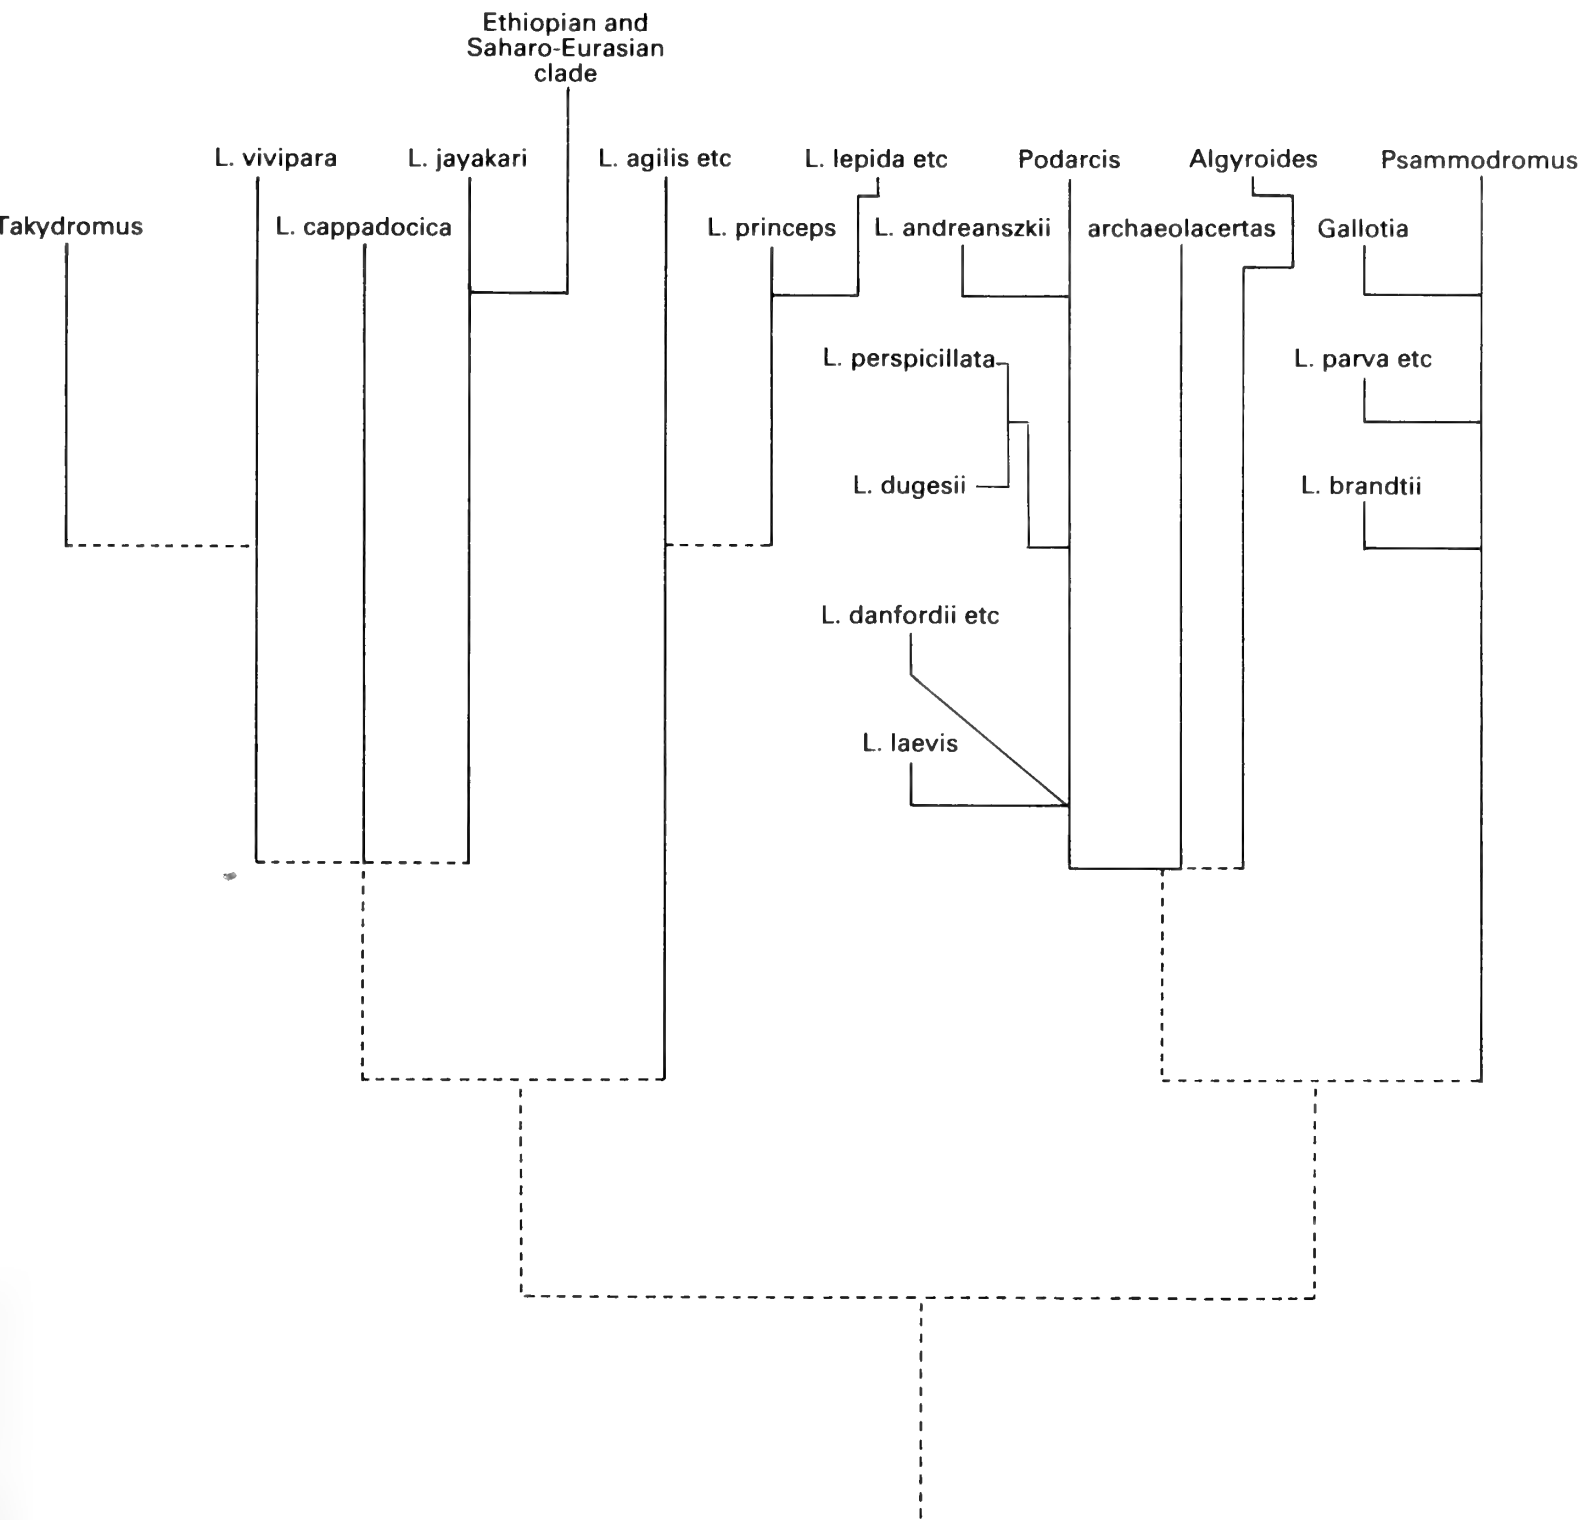 Ethiopian and
Saharo-Eurasian
clade
L. vivipara
L. jayakari
L. agilis etc
L. lepida etc
Podarcis
Algyroides
Psammodromus
Takydromus
L. cappadocica
L. princeps
L. andreanszkii
archaeolacertas
Gallotia
L. perspicillata
L. parva etc
L. dugesii
L. brandtii
L. danfordii etc
L. laevis